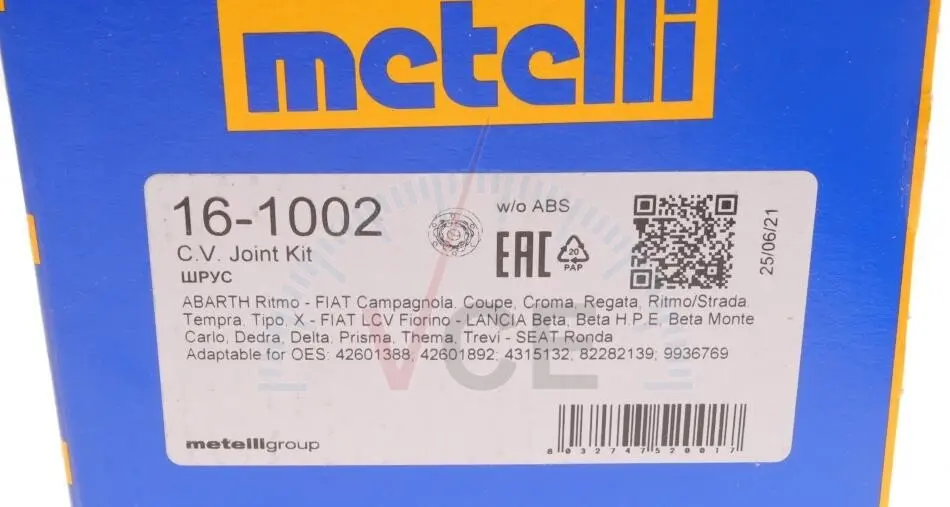 metelli
16-1002
w/o ABS
C.V. Joint Kit
ШРУС
EAC
20
PAP
25/06/21
ABARTH Ritmo - FIAT Campagnola, Coupe, Croma, Regata, Ritmo/Strada,
Tempra, Tipo, X - FIAT LCV Fiorino - LANCIA Beta, Beta H.P.E, Beta Monte
Carlo, Dedra, Delta, Prisma, Thema, Trevi - SEAT Ronda
Adaptable for OES: 42601388; 42601892; 4315132; 82282139; 9936769
VCE
metelligroup
8032747520017